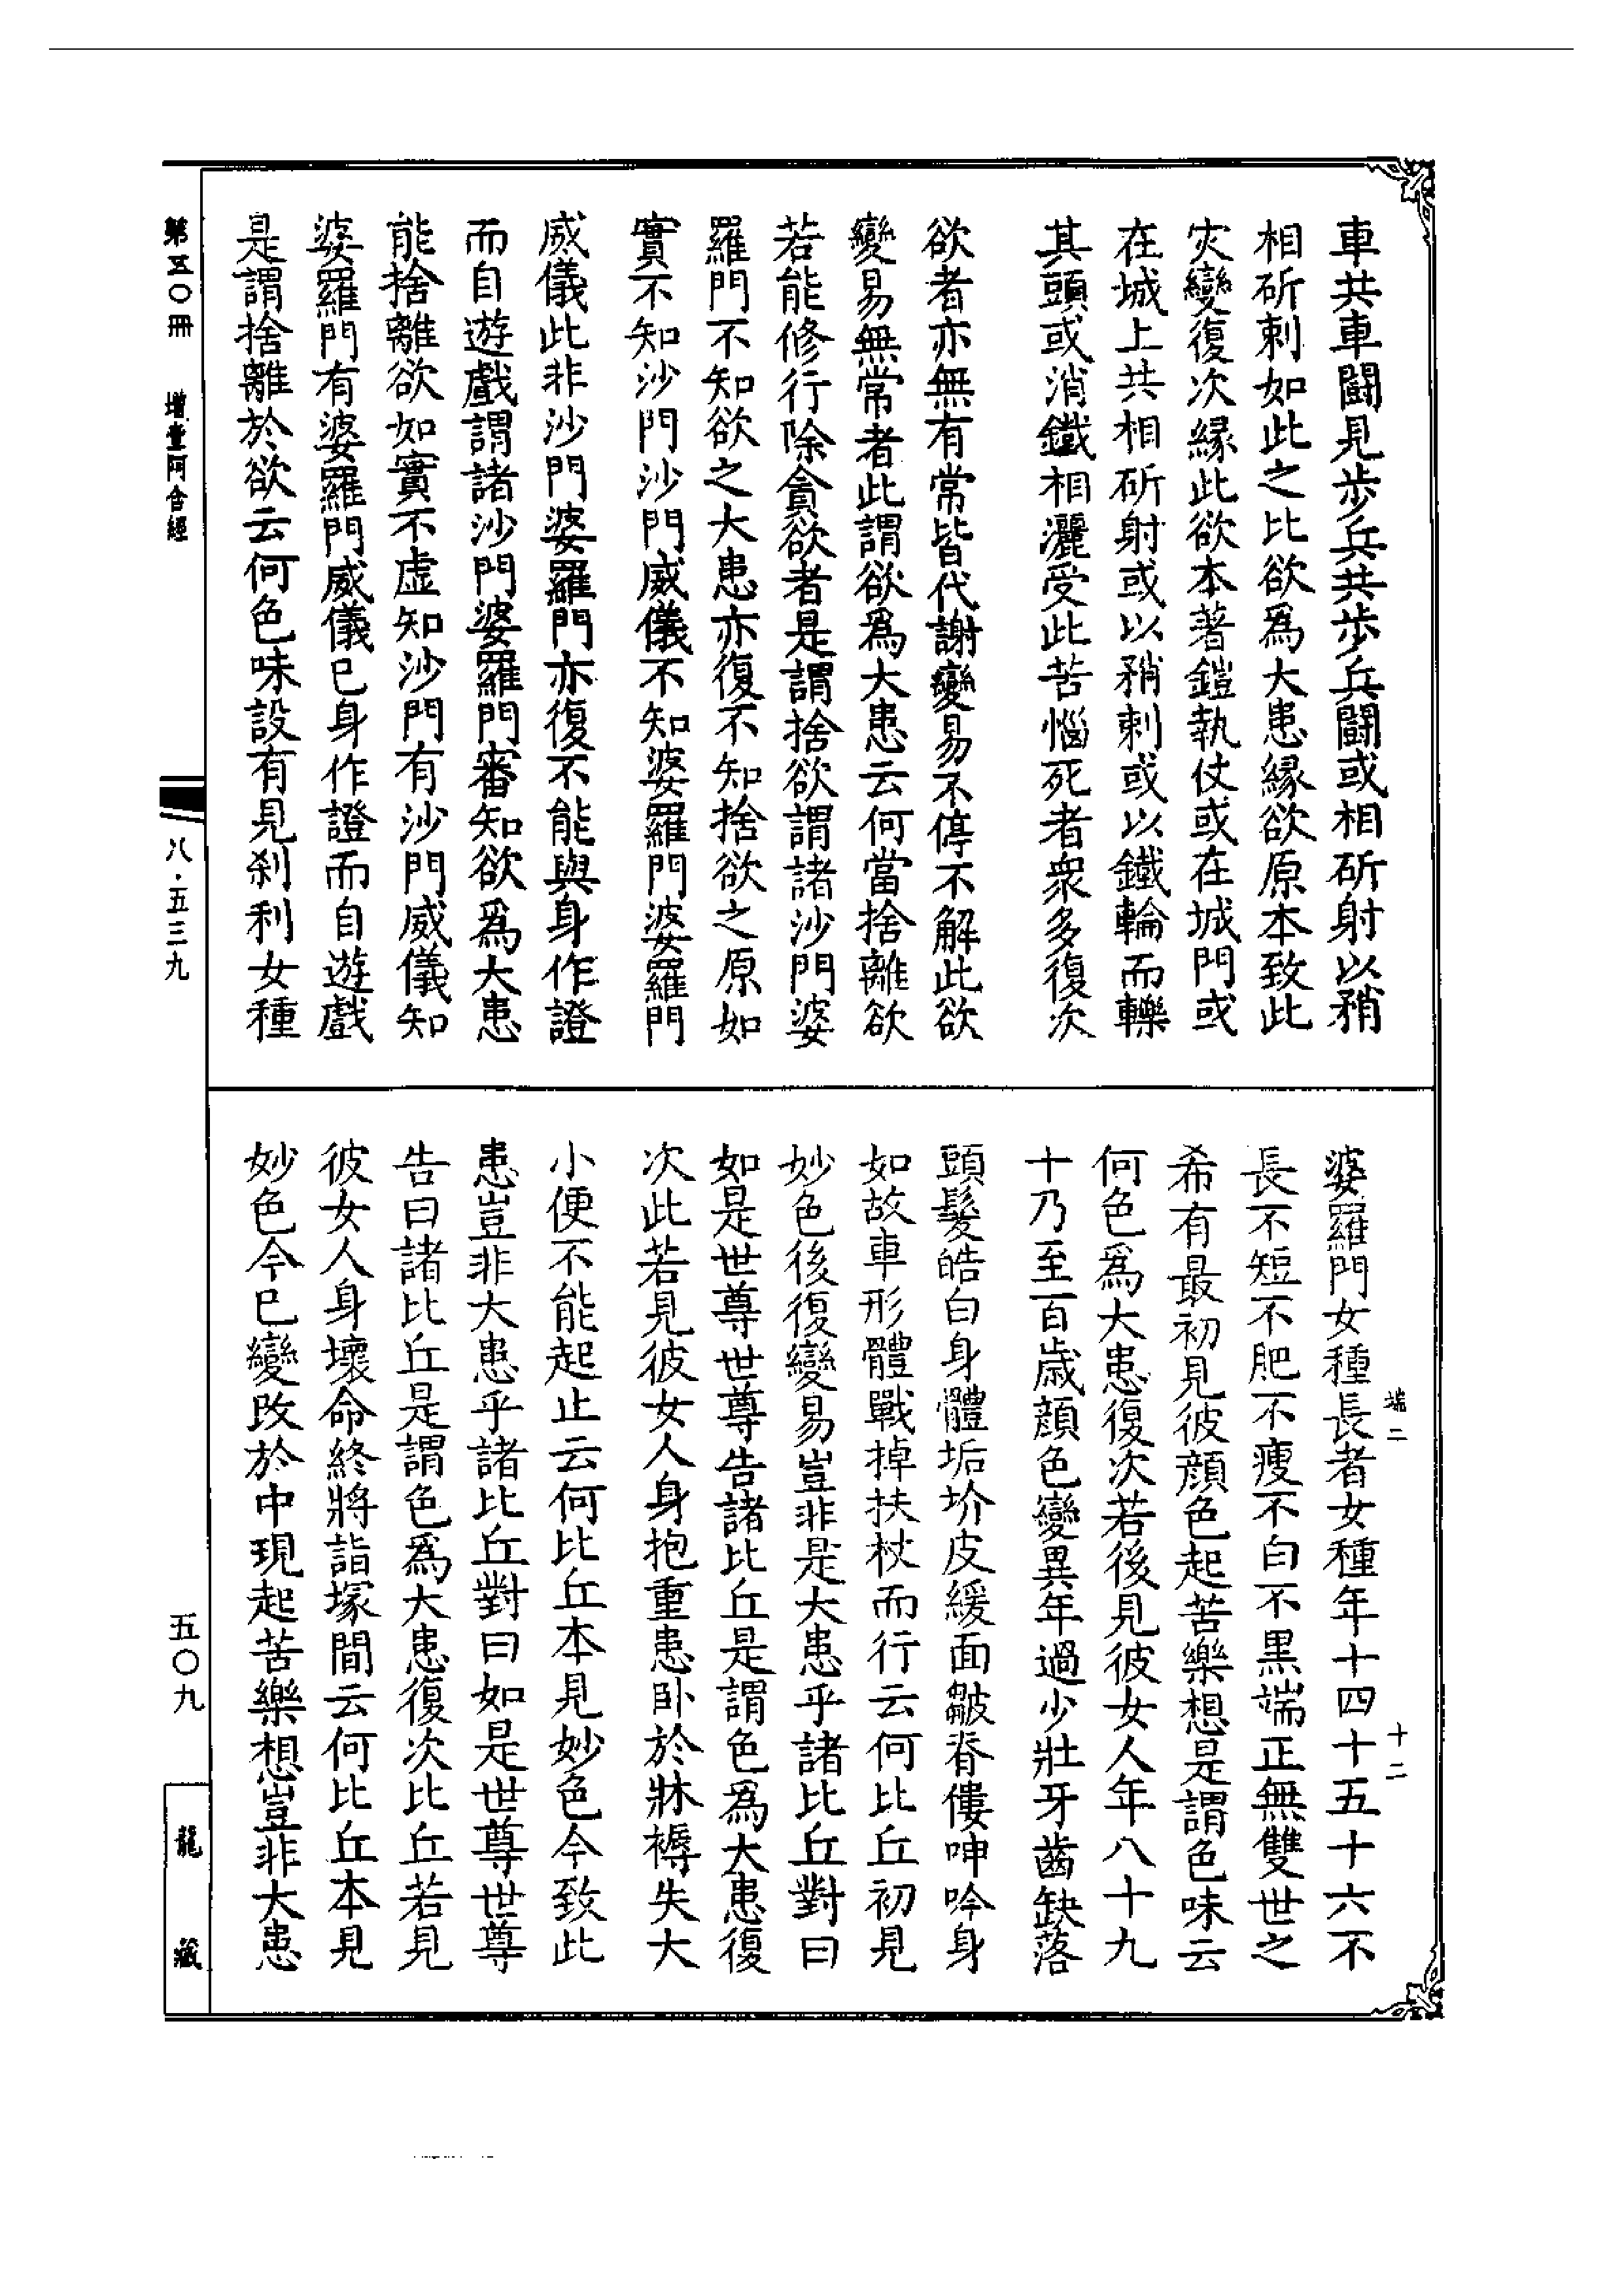 車共車鬪見步兵共步兵鬪或相斫射以矟
相斫刺如此之比欲爲大患緣欲原本致此
灾變復次緣此欲本著鎧執仗或在城門或
在城上共相斫射或以矟刺或以鐵輪而轢
其頭或消鐵相灑受此苦惱死者衆多復次
欲者亦無有常皆代謝變易不停不解此欲
變易無常者此謂欲爲大患云何當捨離欲
若能修行除貪欲者是謂捨欲謂諸沙門婆
羅門不知欲之大患亦復不知捨欲之原如
實不知沙門沙門威儀不知婆羅門婆羅門
威儀此非沙門婆羅門亦復不能與身作證
而自遊戲謂諸沙門婆羅門審知欲爲大患
能捨離欲如實不虛知沙門有沙門威儀知
婆羅門有婆羅門威儀已身作證而自遊戲
是謂捨離於欲云何色味設有見刹利女種
婆羅門女種長者女種年十四十五十六不
長不短不肥不瘦不白不黑端正無雙世之
希有最初見彼顏色起苦樂想是謂色味云
何色爲大患復次若後見彼女人年八十九
十乃至百歲顏色變異年過少壯牙齒缺落
頭髮皓白身體垢坋皮緩面皺脊僂呻吟身
如故車形體戰掉扶杖而行云何比丘初見
妙色後復變易豈非是大患乎諸比丘對曰
如是世尊世尊告諸比丘是謂色爲大患復
次此若見彼女人身抱重患臥於牀褥失大
小便不能起止云何比丘本見妙色今致此
患豈非大患乎諸比丘對曰如是世尊世尊
告曰諸比丘是謂色爲大患復次比丘若見
彼女人身壞命終將詣塚間云何比丘本見
妙色今已變改於中現起苦樂想豈非大患
端二
十二
第五〇冊 增壹阿含經
八·五三九
五〇九
龍藏